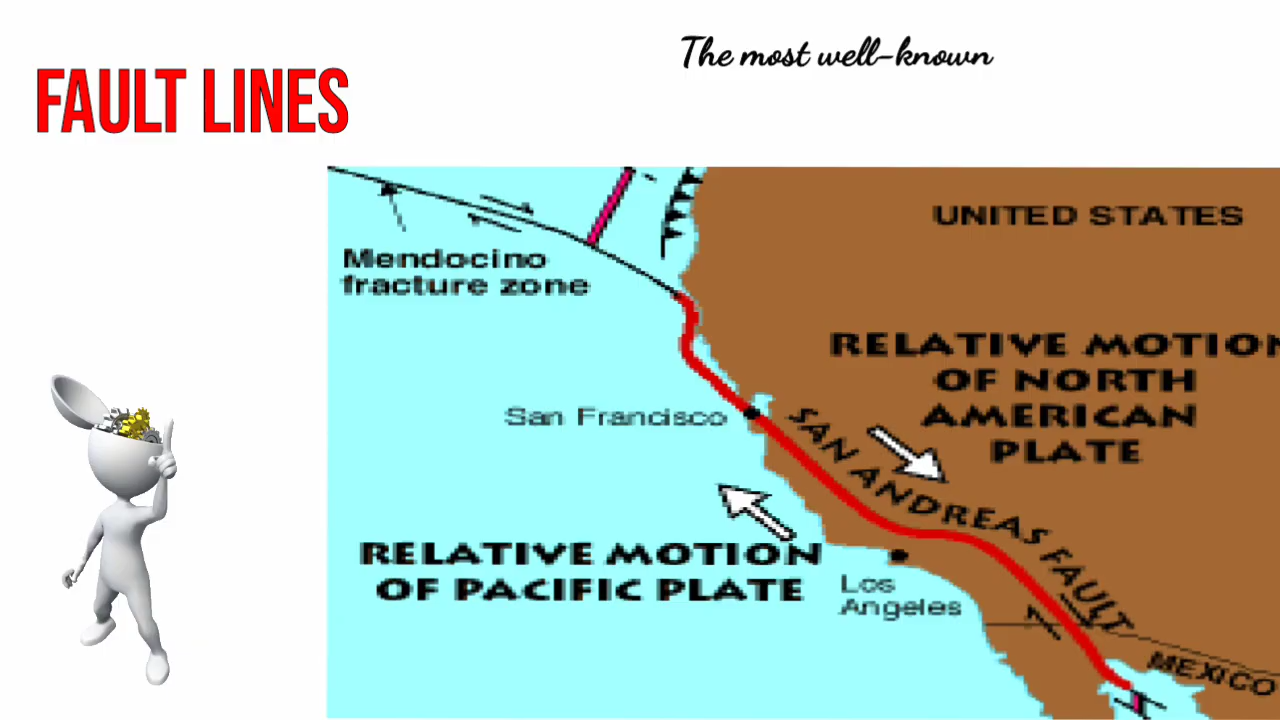 The most well-known
FAULT LINES
UNITED STATES
Mendocino
fracture zone
RELATIVE MOTION
OF NORTH
AMERICAN
PLATE
San Francisco
SAN ANDREAS FAULT
RELATIVE MOTION
OF PACIFIC PLATE
Los
Angeles
MEXICO